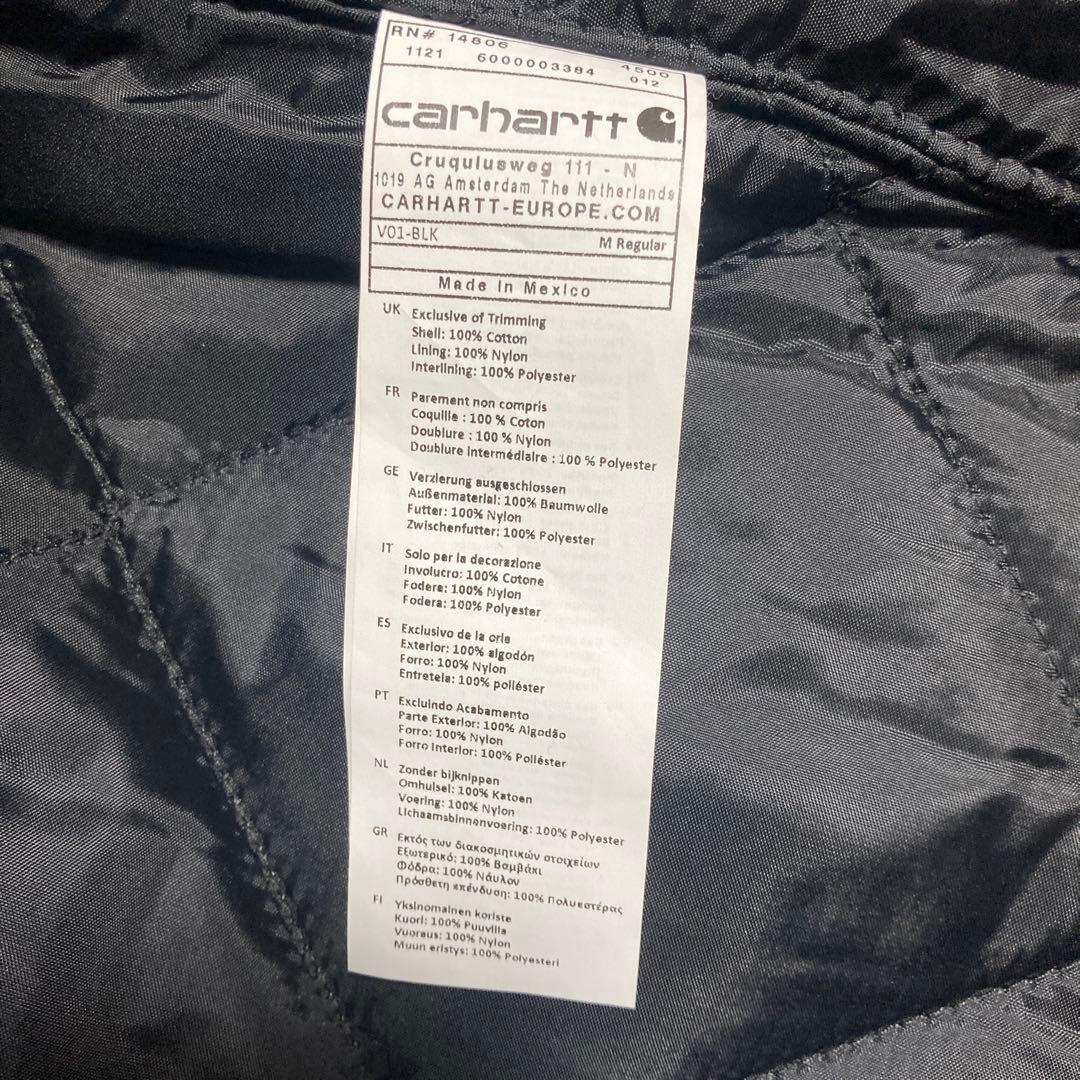 RN# 14806
1121 6000003384 4500 012
carhartt
Cruquiusweg 111 - N
1019 AG Amsterdam The Netherlands
CARHARTT-EUROPE.COM
V01-BLK M Regular
Made in Mexico
UK Exclusive of Trimming
Shell: 100% Cotton
Lining: 100% Nylon
Interlining: 100% Polyester
FR Parement non compris
Coquille : 100 % Coton
Doublure : 100 % Nylon
Doublure intermédiaire : 100 % Polyester
GE Verzierung ausgeschlossen
Außenmaterial: 100% Baumwolle
Futter: 100% Nylon
Zwischenfutter: 100% Polyester
IT Solo per la decorazione
Involucro: 100% Cotone
Fodera: 100% Nylon
Fodera: 100% Polyester
ES Exclusivo de la orla
Exterior: 100% algodón
Forro: 100% Nylon
Entretela: 100% poliéster
PT Excluindo Acabamento
Parte Exterior: 100% Algodão
Forro: 100% Nylon
Forro Interior: 100% Poliéster
NL Zonder bijknippen
Omhulsel: 100% Katoen
Voering: 100% Nylon
Lichaamsbinnenvoering: 100% Polyester
GR Εκτός των διακοσμητικών στοιχείων
Εξωτερικό: 100% Βαμβάκι
Φόδρα: 100% Νάυλον
Πρόσθετη επένδυση: 100% Πολυεστέρας
FI Yksinomainen koriste
Kuori: 100% Puuvilla
Vuoraus: 100% Nylon
Muun eristys: 100% Polyesteri